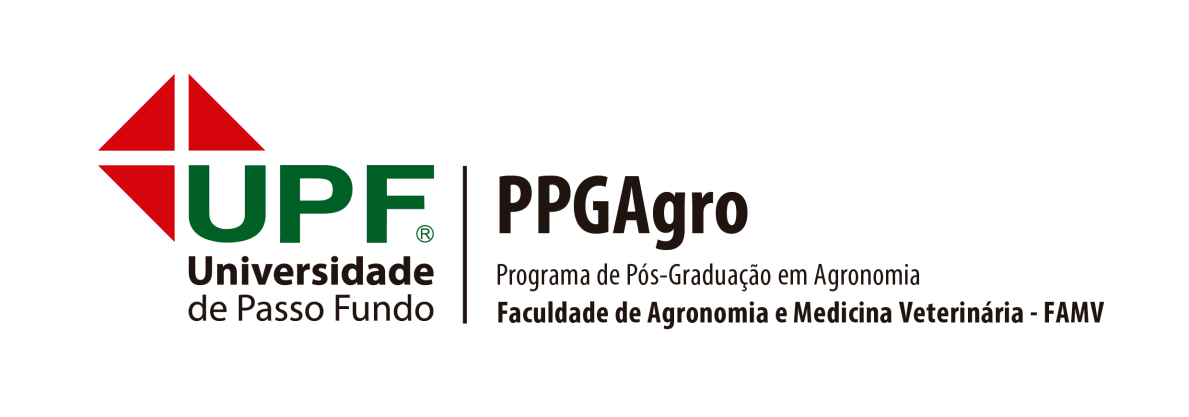 UPF®
Universidade
de Passo Fundo
PPGAgro
Programa de Pós-Graduação em Agronomia
Faculdade de Agronomia e Medicina Veterinária - FAMV